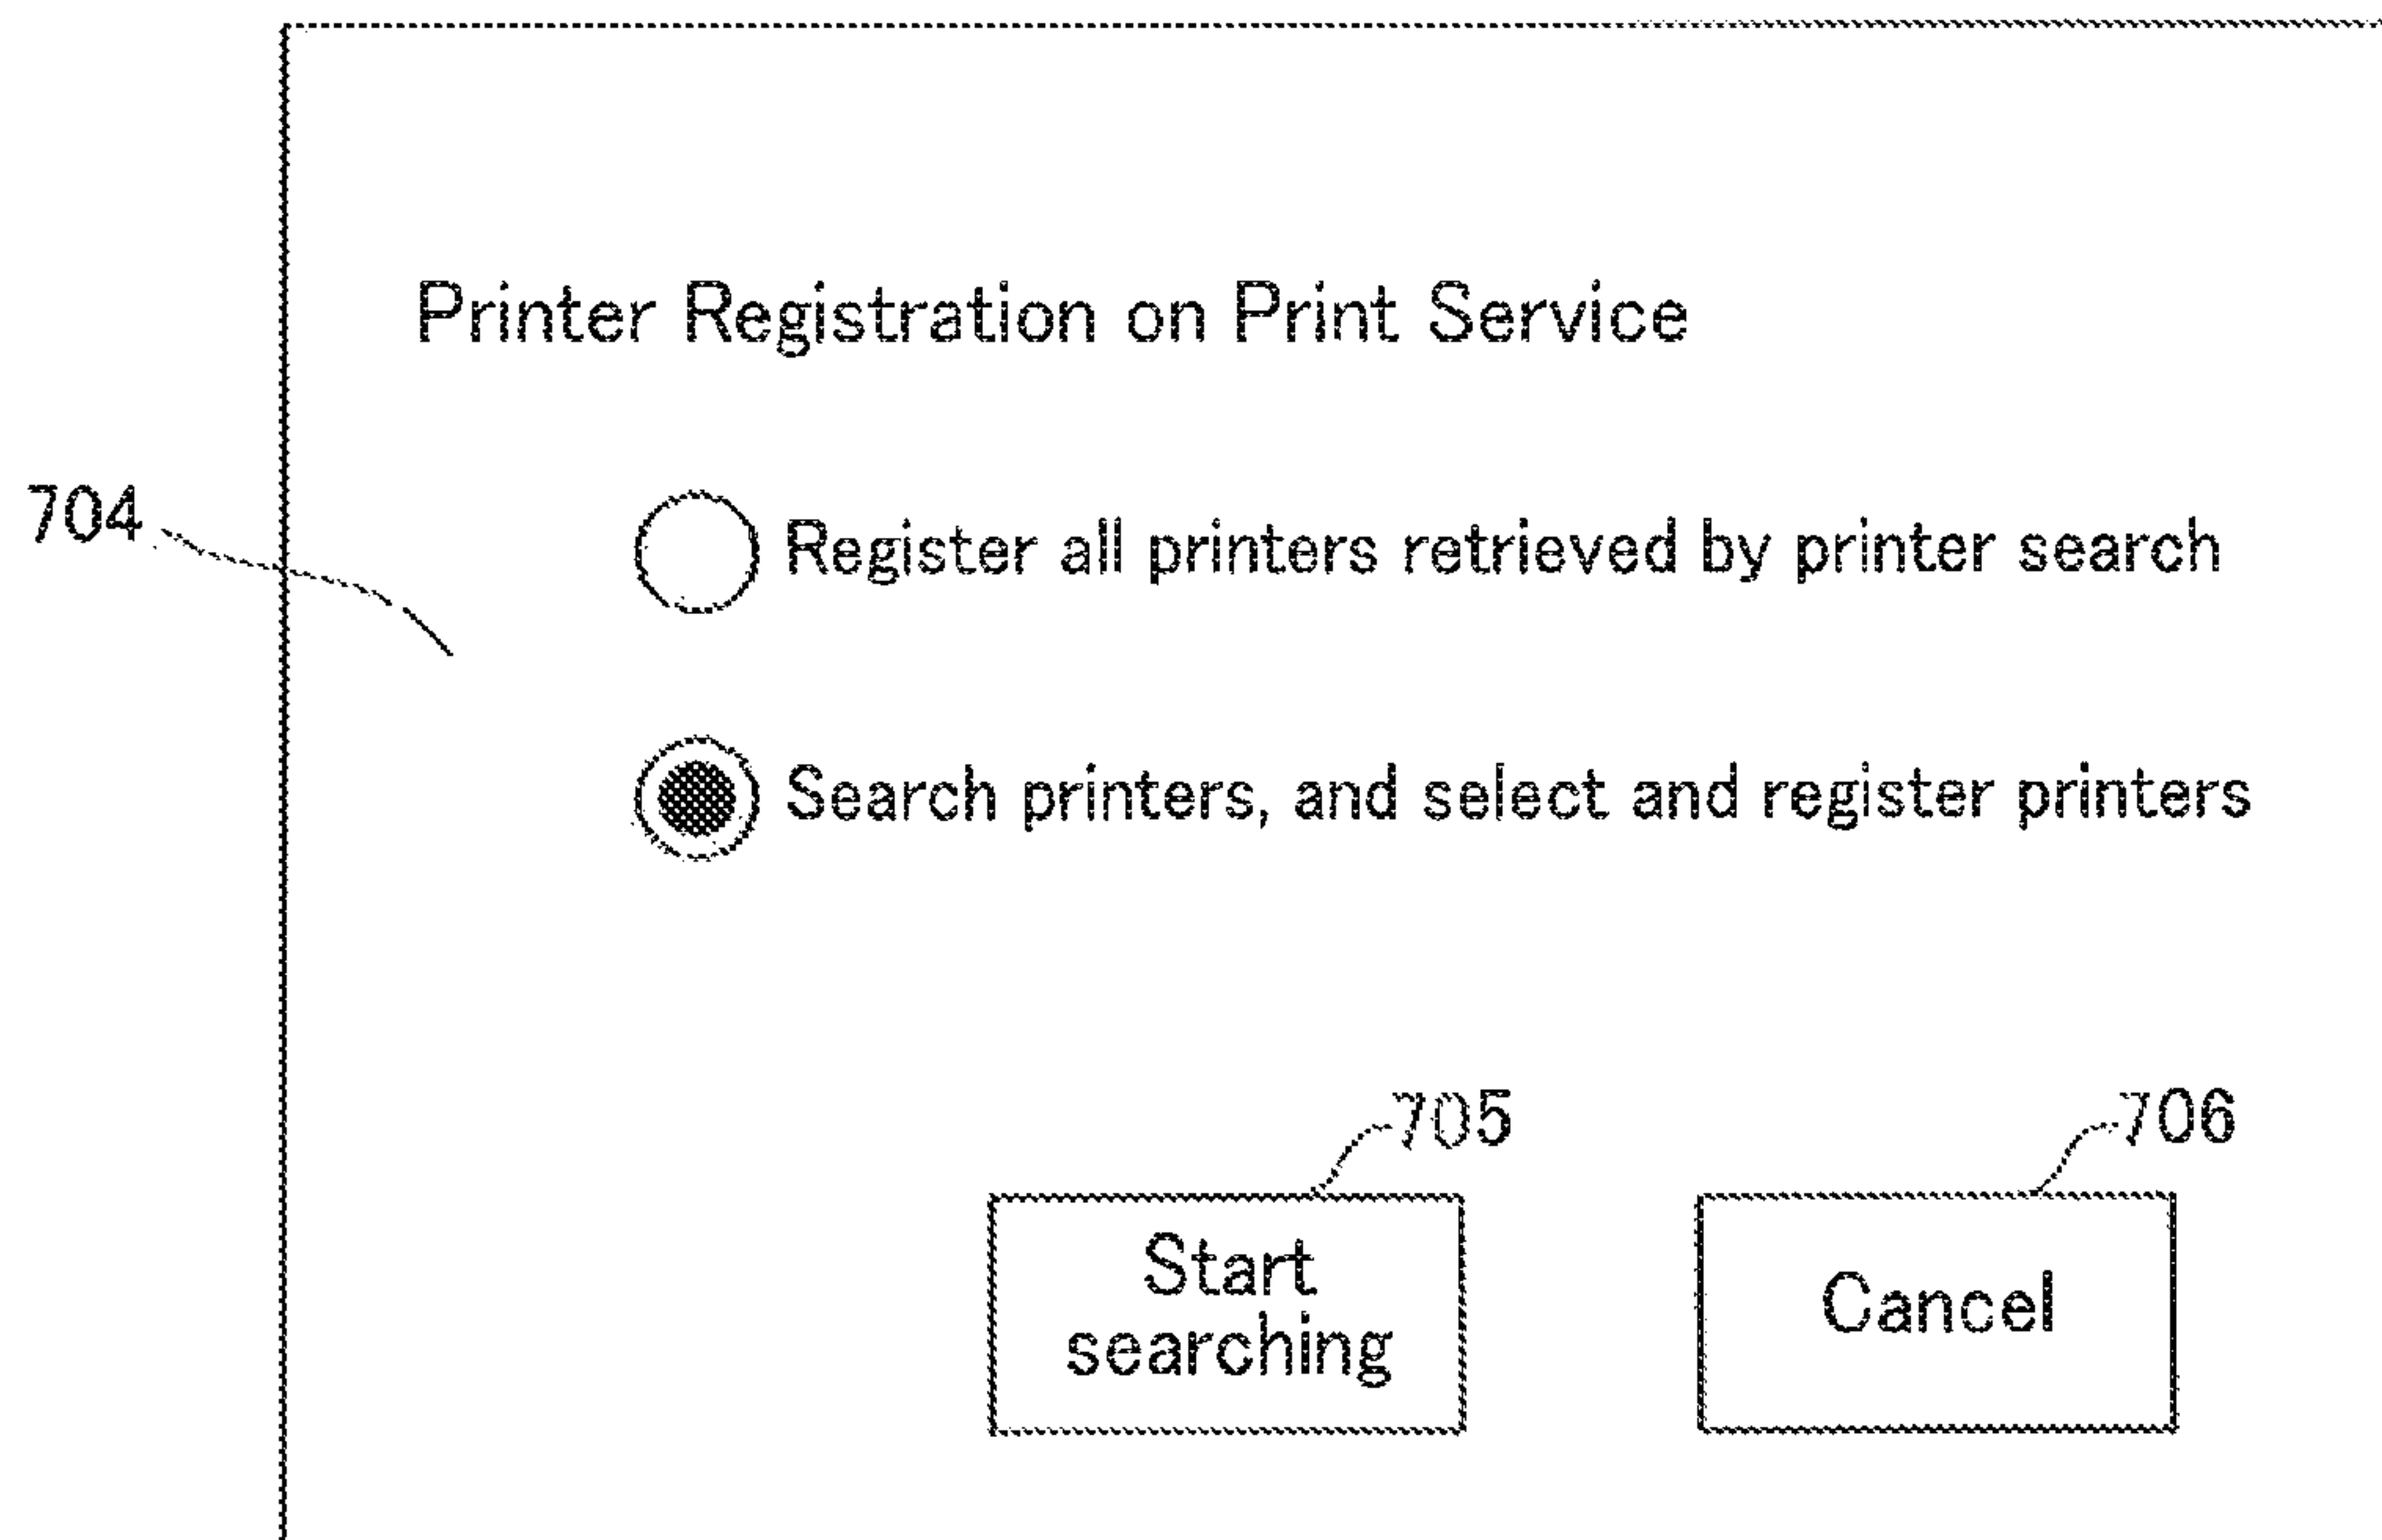 Printer Registration on Print Service
704
Register all printers retrieved by printer search
Search printers, and select and register printers
705
706
Start
searching
Cancel